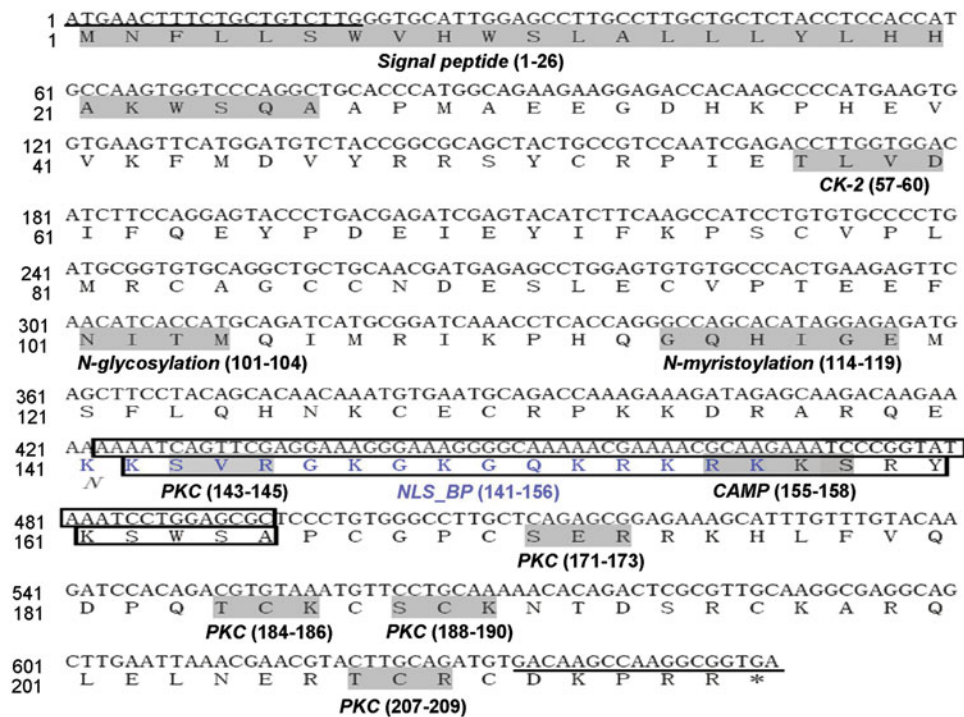 1 ATGAACTTTCTGCTGTCTTGGGTGCATTGGAGCCTTGCCTTGCTGCTCTACCTCCACCAT
1 M N F L L S W V H W S L A L L L Y L H H
Signal peptide (1-26)
61 GCCAAGTGGTCCCAGGCTGCACCCATGGCAGAAGAAGGAGACCACAAGCCCCATGAAGTG
21 A K W S Q A A P M A E E G D H K P H E V
121 GTGAAGTTCATGGATGTCTACCGGCGCAGCTACTGCCGTCCAATCGAGACCTTGGTGGAC
41 V K F M D V Y R R S Y C R P I E T L V D
CK-2 (57-60)
181 ATCTTCCAGGAGTACCCTGACGAGATCGAGTACATCTTCAAGCCATCCTGTGTGCCCCTG
61 I F Q E Y P D E I E Y I F K P S C V P L
241 ATGCGGTGTGCAGGCTGCTGCAACGATGAGAGCCTGGAGTGTGTGCCCACTGAAGAGTTC
81 M R C A G C C N D E S L E C V P T E E F
301 AACATCACCATGCAGATCATGCGGATCAAACCTCACCAGGGCCAGCACATAGGAGAGATG
101 N I T M Q I M R I K P H Q G Q H I G E M
N-glycosylation (101-104) N-myristoylation (114-119)
361 AGCTTCCTACAGCACAACAAATGTGAATGCAGACCAAAGAAAGATAGAGCAAGACAAGAA
121 S F L Q H N K C E C R P K K D R A R Q E
421 AAAAAATCAGTTCGAGGAAAGGGAAAGGGGCAAAAACGAAAACGCAAGAAATCCCGGTAT
141 K K S V R G K G K G Q K R K R K K S R Y
N PKC (143-145) NLS_BP (141-156) CAMP (155-158)
481 AAATCCTGGAGCGCTCCCTGTGGGCCTTGCTCAGAGCGGAGAAAGCATTTGTTTGTACAA
161 K S W S A P C G P C S E R R K H L F V Q
PKC (171-173)
541 GATCCACAGACGTGTAAATGTTCCTGCAAAAACACAGACTCGCGTTGCAAGGCGAGGCAG
181 D P Q T C K C S C K N T D S R C K A R Q
PKC (184-186) PKC (188-190)
601 CTTGAATTAAACGAACGTACTTGCAGATGTGACAAGCCAAGGCGGTGA
201 L E L N E R T C R C D K P R R *
PKC (207-209)